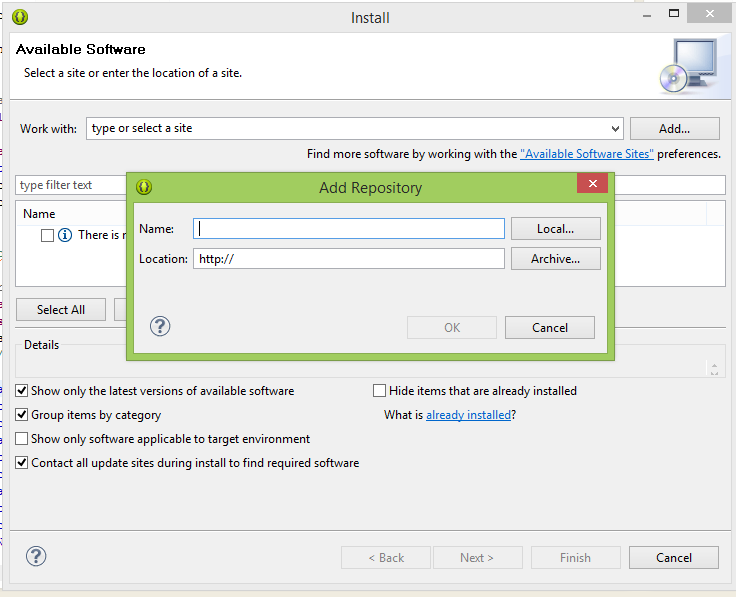 Install
Available Software
Select a site or enter the location of a site.
Work with: type or select a site Add...
Find more software by working with the "Available Software Sites" preferences.
type filter text
Add Repository
Name
Name: Local...
There is
Location: http:// Archive...
Select All
? OK Cancel
Details
Show only the latest versions of available software Hide items that are already installed
Group items by category What is already installed?
Show only software applicable to target environment
Contact all update sites during install to find required software
? < Back Next > Finish Cancel